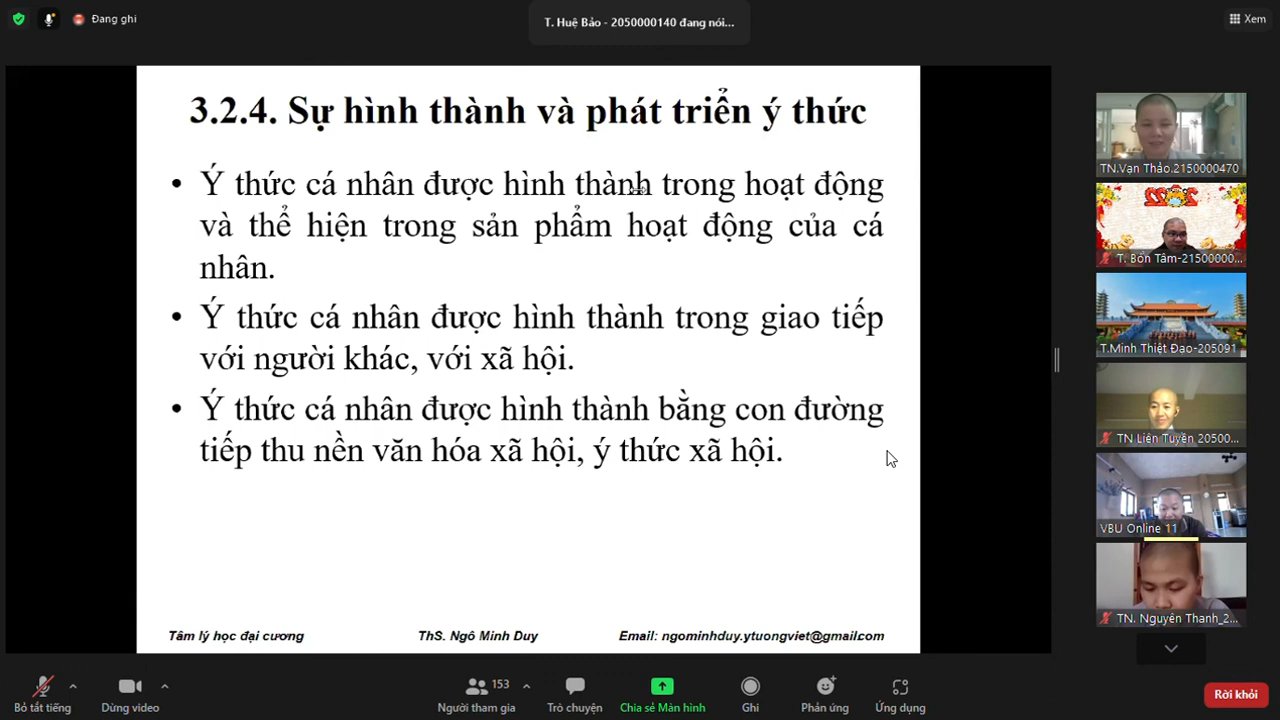 Đang ghi
T. Huệ Bảo - 2050000140 đang nói...
Xem
3.2.4. Sự hình thành và phát triển ý thức
• Ý thức cá nhân được hình thành trong hoạt động
và thể hiện trong sản phẩm hoạt động của cá
nhân.
• Ý thức cá nhân được hình thành trong giao tiếp
với người khác, với xã hội.
• Ý thức cá nhân được hình thành bằng con đường
tiếp thu nền văn hóa xã hội, ý thức xã hội.
Tâm lý học đại cương
ThS. Ngô Minh Duy
Email: ngominhduy.ytuongviet@gmail.com
TN.Vạn Thảo.2150000470
2022
T. Bổn Tâm-21500000...
T.Minh Thiệt Đạo-205091
TN Liên Tuyền 20500...
VBU Online 11
TN. Nguyên Thanh_2...
Bỏ tắt tiếng
Dừng video
153
Người tham gia
Trò chuyện
Chia sẻ Màn hình
Ghi
Phản ứng
Ứng dụng
Rời khỏi